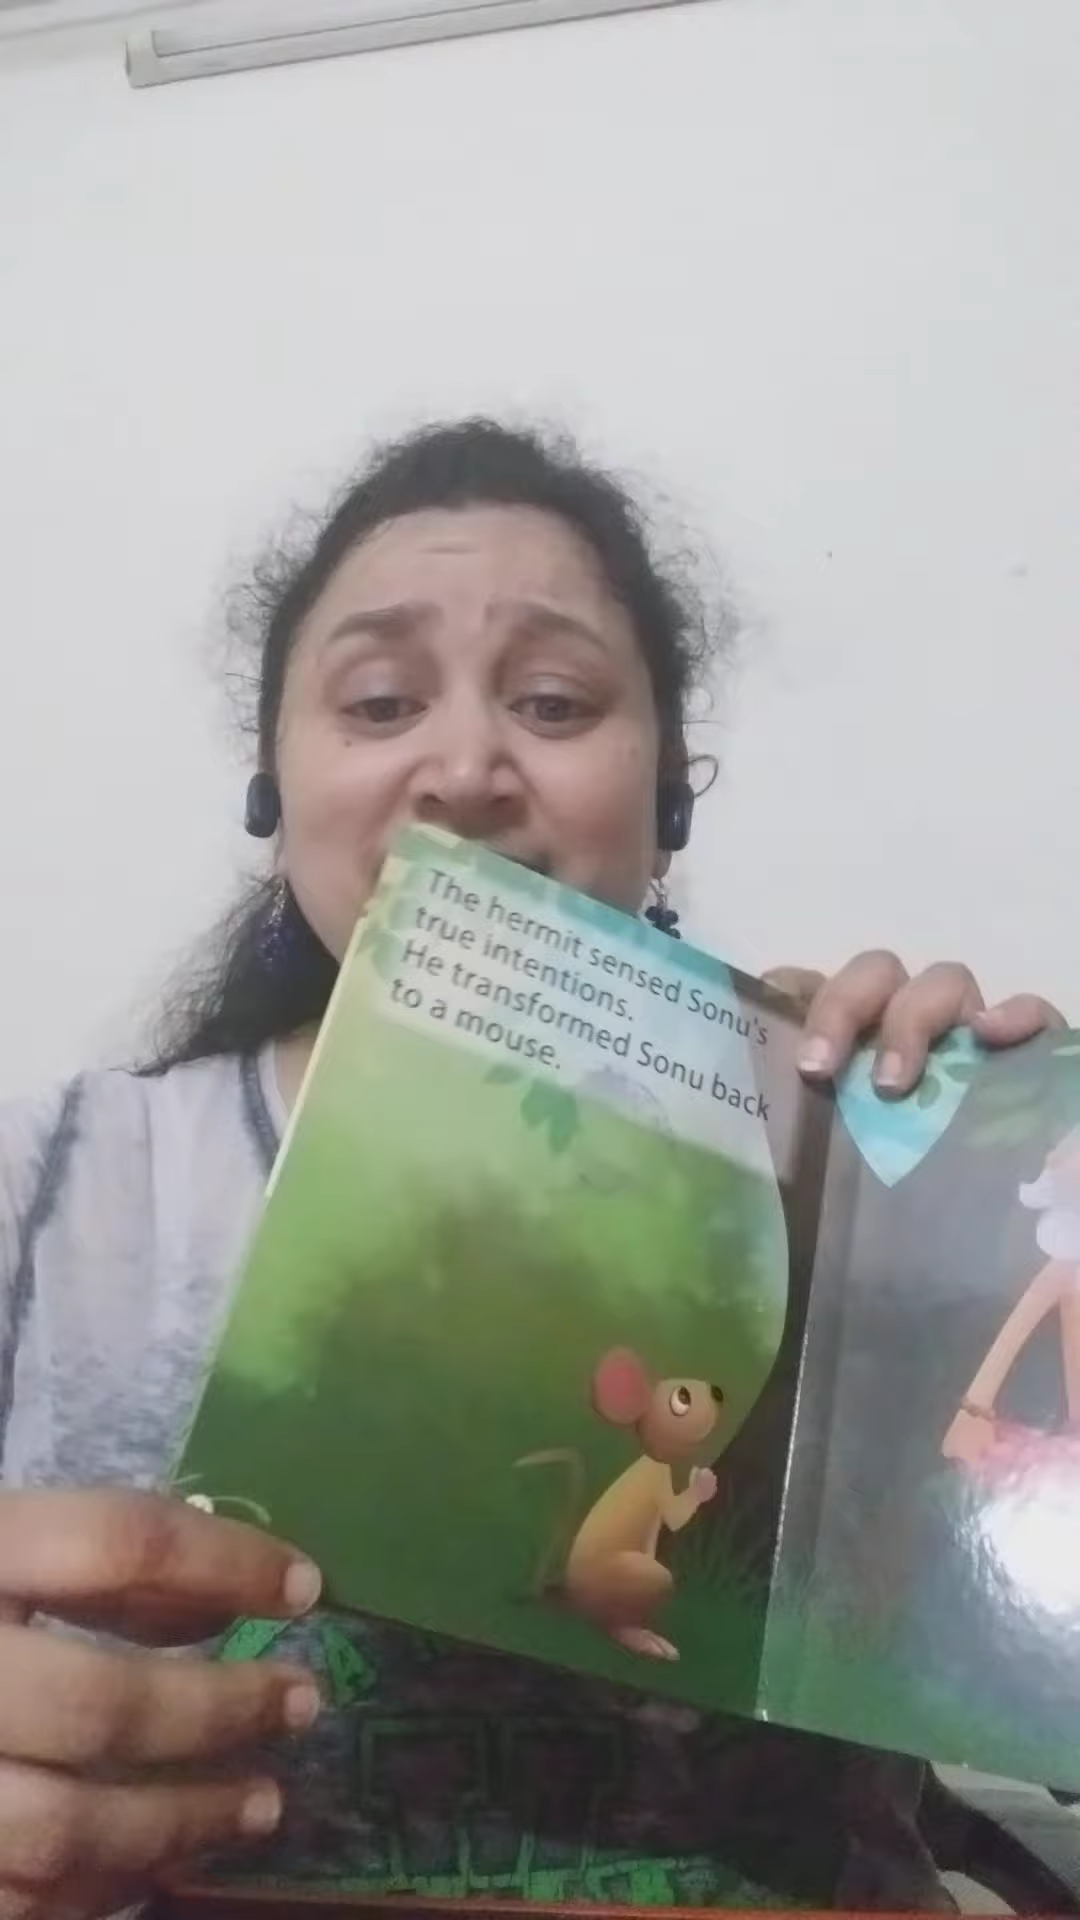 The hermit sensed Sonu's
true intentions.
He transformed Sonu back
to a mouse.